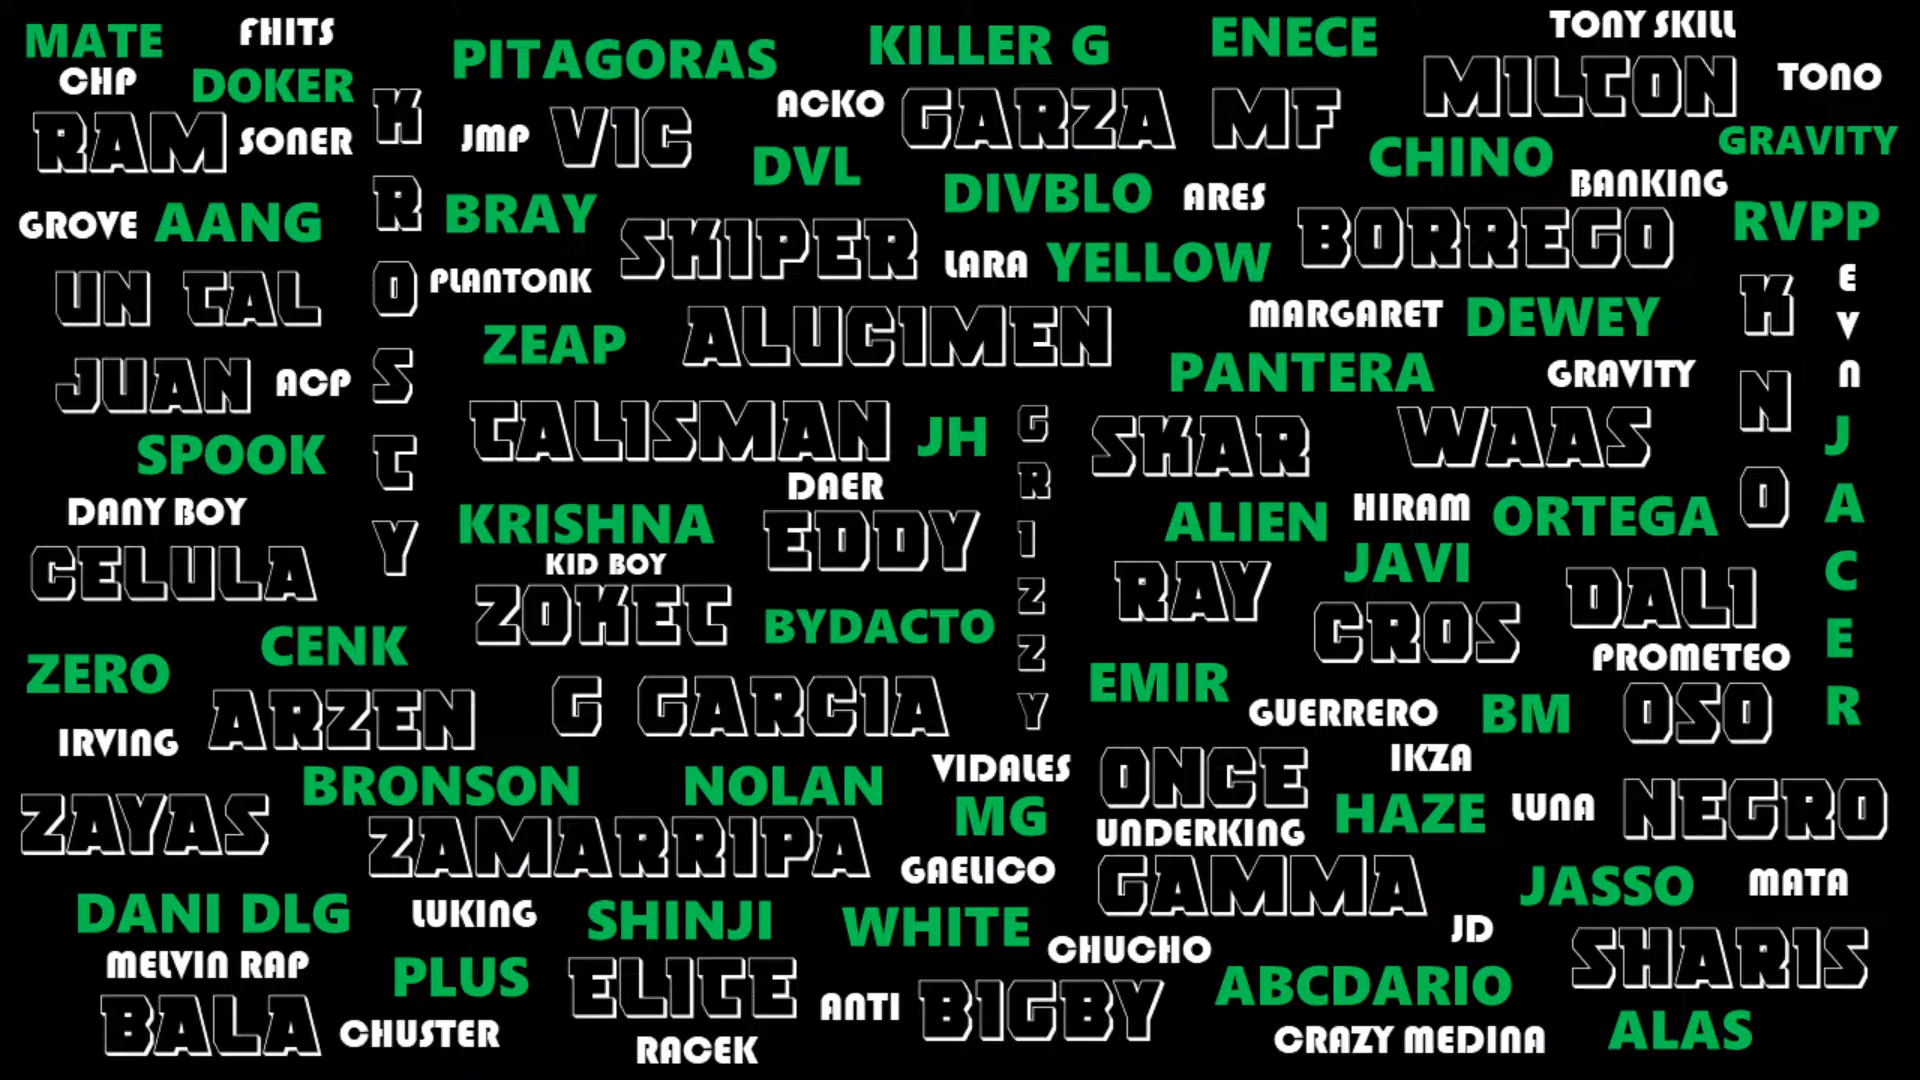 MATE
FHITS
PITAGORAS
KILLER G
ENECE
TONY SKILL
CHP
DOKER
KROSTY
ACKO
GARZA
MF
MILTON
TONO
RAM
SONER
JMP
VIC
DVL
CHINO
GRAVITY
GROVE
AANG
BRAY
SKIPER
DIVBLO
ARES
BANKING
BORREGO
RVPP
UN TAL
PLANTONK
LARA
YELLOW
KNO
EVN
JACER
ZEAP
ALUCIMEN
MARGARET
DEWEY
JUAN
ACP
PANTERA
GRAVITY
SPOOK
TALISMAN
JH
GRIZZY
SKAR
WAAS
DANY BOY
DAER
KRISHNA
EDDY
ALIEN
HIRAM
ORTEGA
CELULA
KID BOY
ZOKET
BYDACTO
RAY
JAVI
CROS
DALI
ZERO
CENK
PROMETEO
ARZEN
G GARCIA
EMIR
GUERRERO
BM
OSO
IRVING
BRONSON
NOLAN
VIDALES
ONCE
IKZA
ZAYAS
ZAMARRIPA
MG
UNDERKING
HAZE
LUNA
NEGRO
GAELICO
GAMMA
JASSO
MATA
DANI DLG
LUKING
SHINJI
WHITE
CHUCHO
JD
SHARIS
MELVIN RAP
PLUS
ELITE
ANTI
BIGBY
ABCDARIO
BALA
CHUSTER
RACEK
CRAZY MEDINA
ALAS